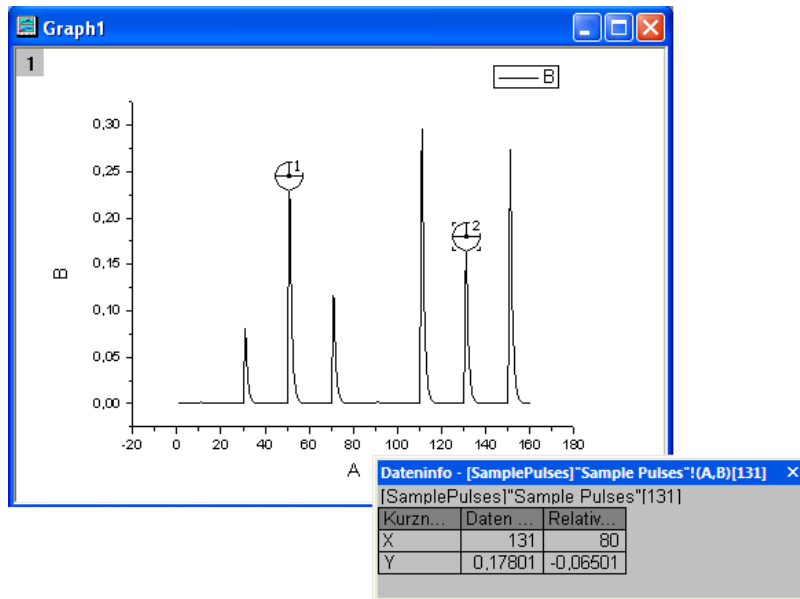 Graph1
1
B
0,30
0,25
0,20
0,15
0,10
0,05
0,00
1
2
B
-20 0 20 40 60 80 100 120 140 160 180
A
Dateninfo - [SamplePulses]"Sample Pulses"!(A,B)[131]
[SamplePulses]"Sample Pulses"[131]
Kurzn... Daten ... Relativ...
X 131 80
Y 0,17801 -0,06501